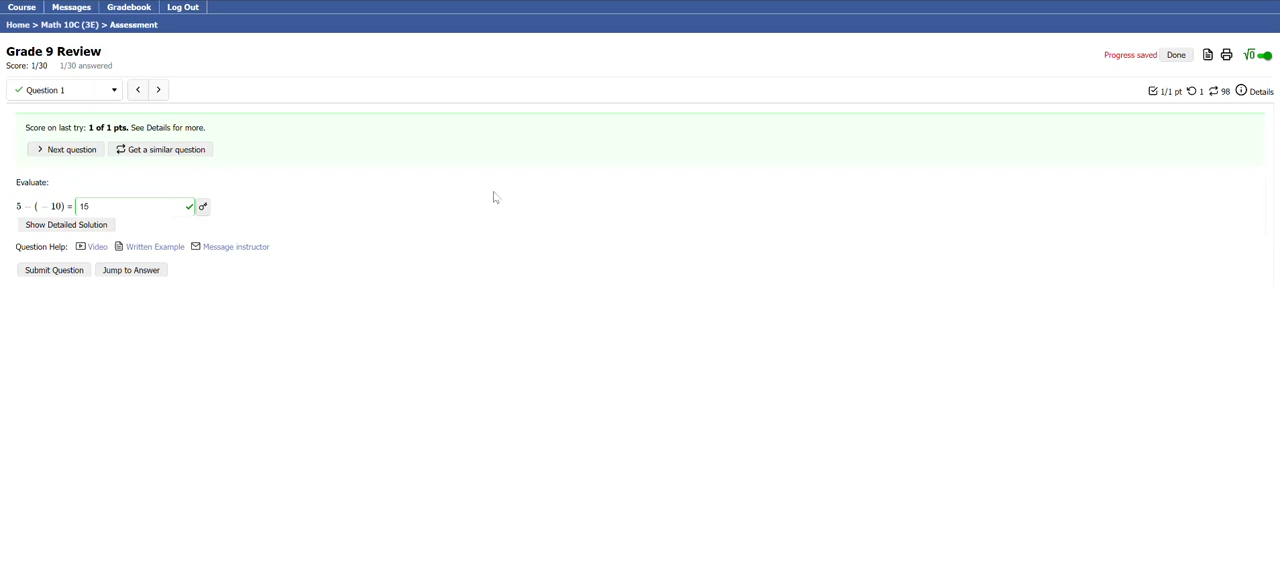 Course Messages Gradebook Log Out
Home > Math 10C (3E) > Assessment
Grade 9 Review
Score: 1/30 1/30 answered
Progress saved Done √0
Question 1
1/1 pt 1 98 Details
Score on last try: 1 of 1 pts. See Details for more.
Next question Get a similar question
Evaluate:
5 − ( − 10) = 15
Show Detailed Solution
Question Help: Video Written Example Message instructor
Submit Question Jump to Answer